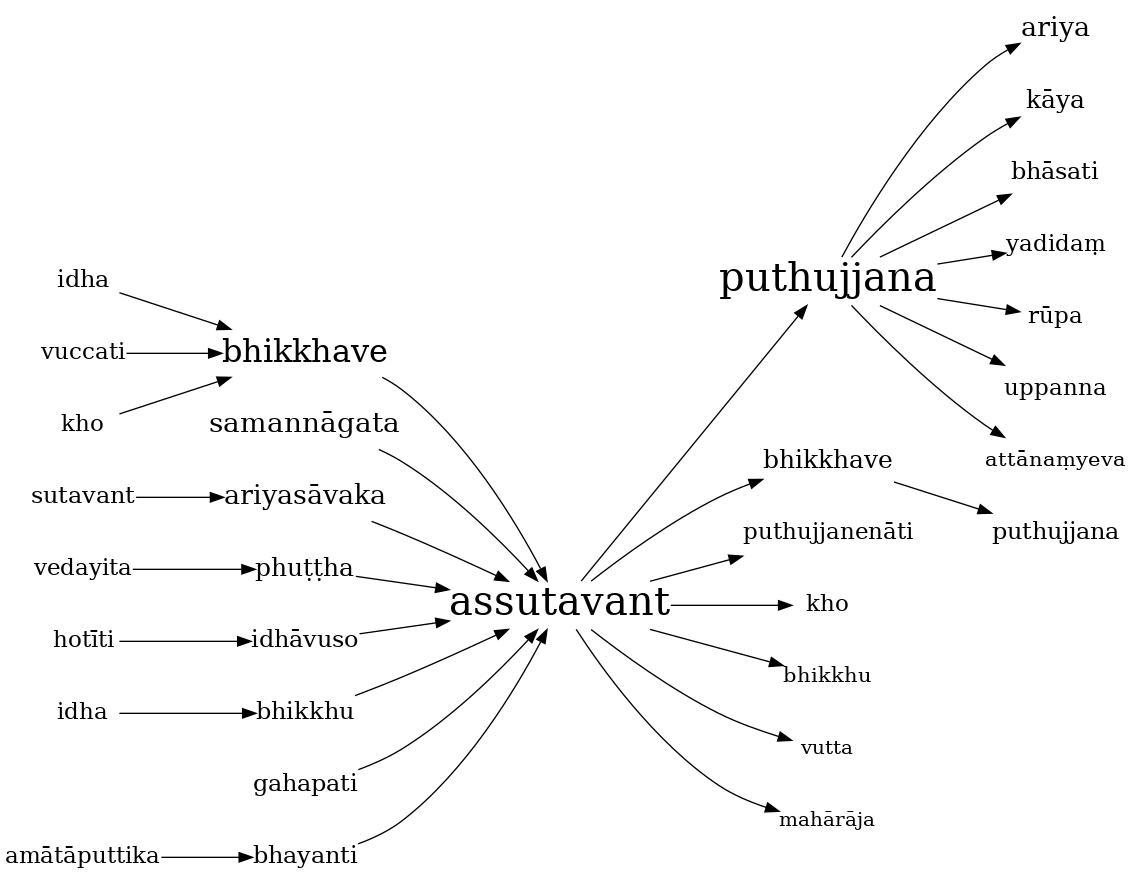 ariya
kāya
bhāsati
yadidaṃ
puthujjana
idha
rūpa
vuccati
bhikkhave
uppanna
kho
samannāgata
bhikkhave
attānaṃyeva
sutavant
ariyasāvaka
puthujjanenāti
puthujjana
vedayita
phuṭṭha
assutavant
kho
hotīti
idhāvuso
bhikkhu
idha
bhikkhu
vutta
gahapati
mahārāja
amātāputtika
bhayanti